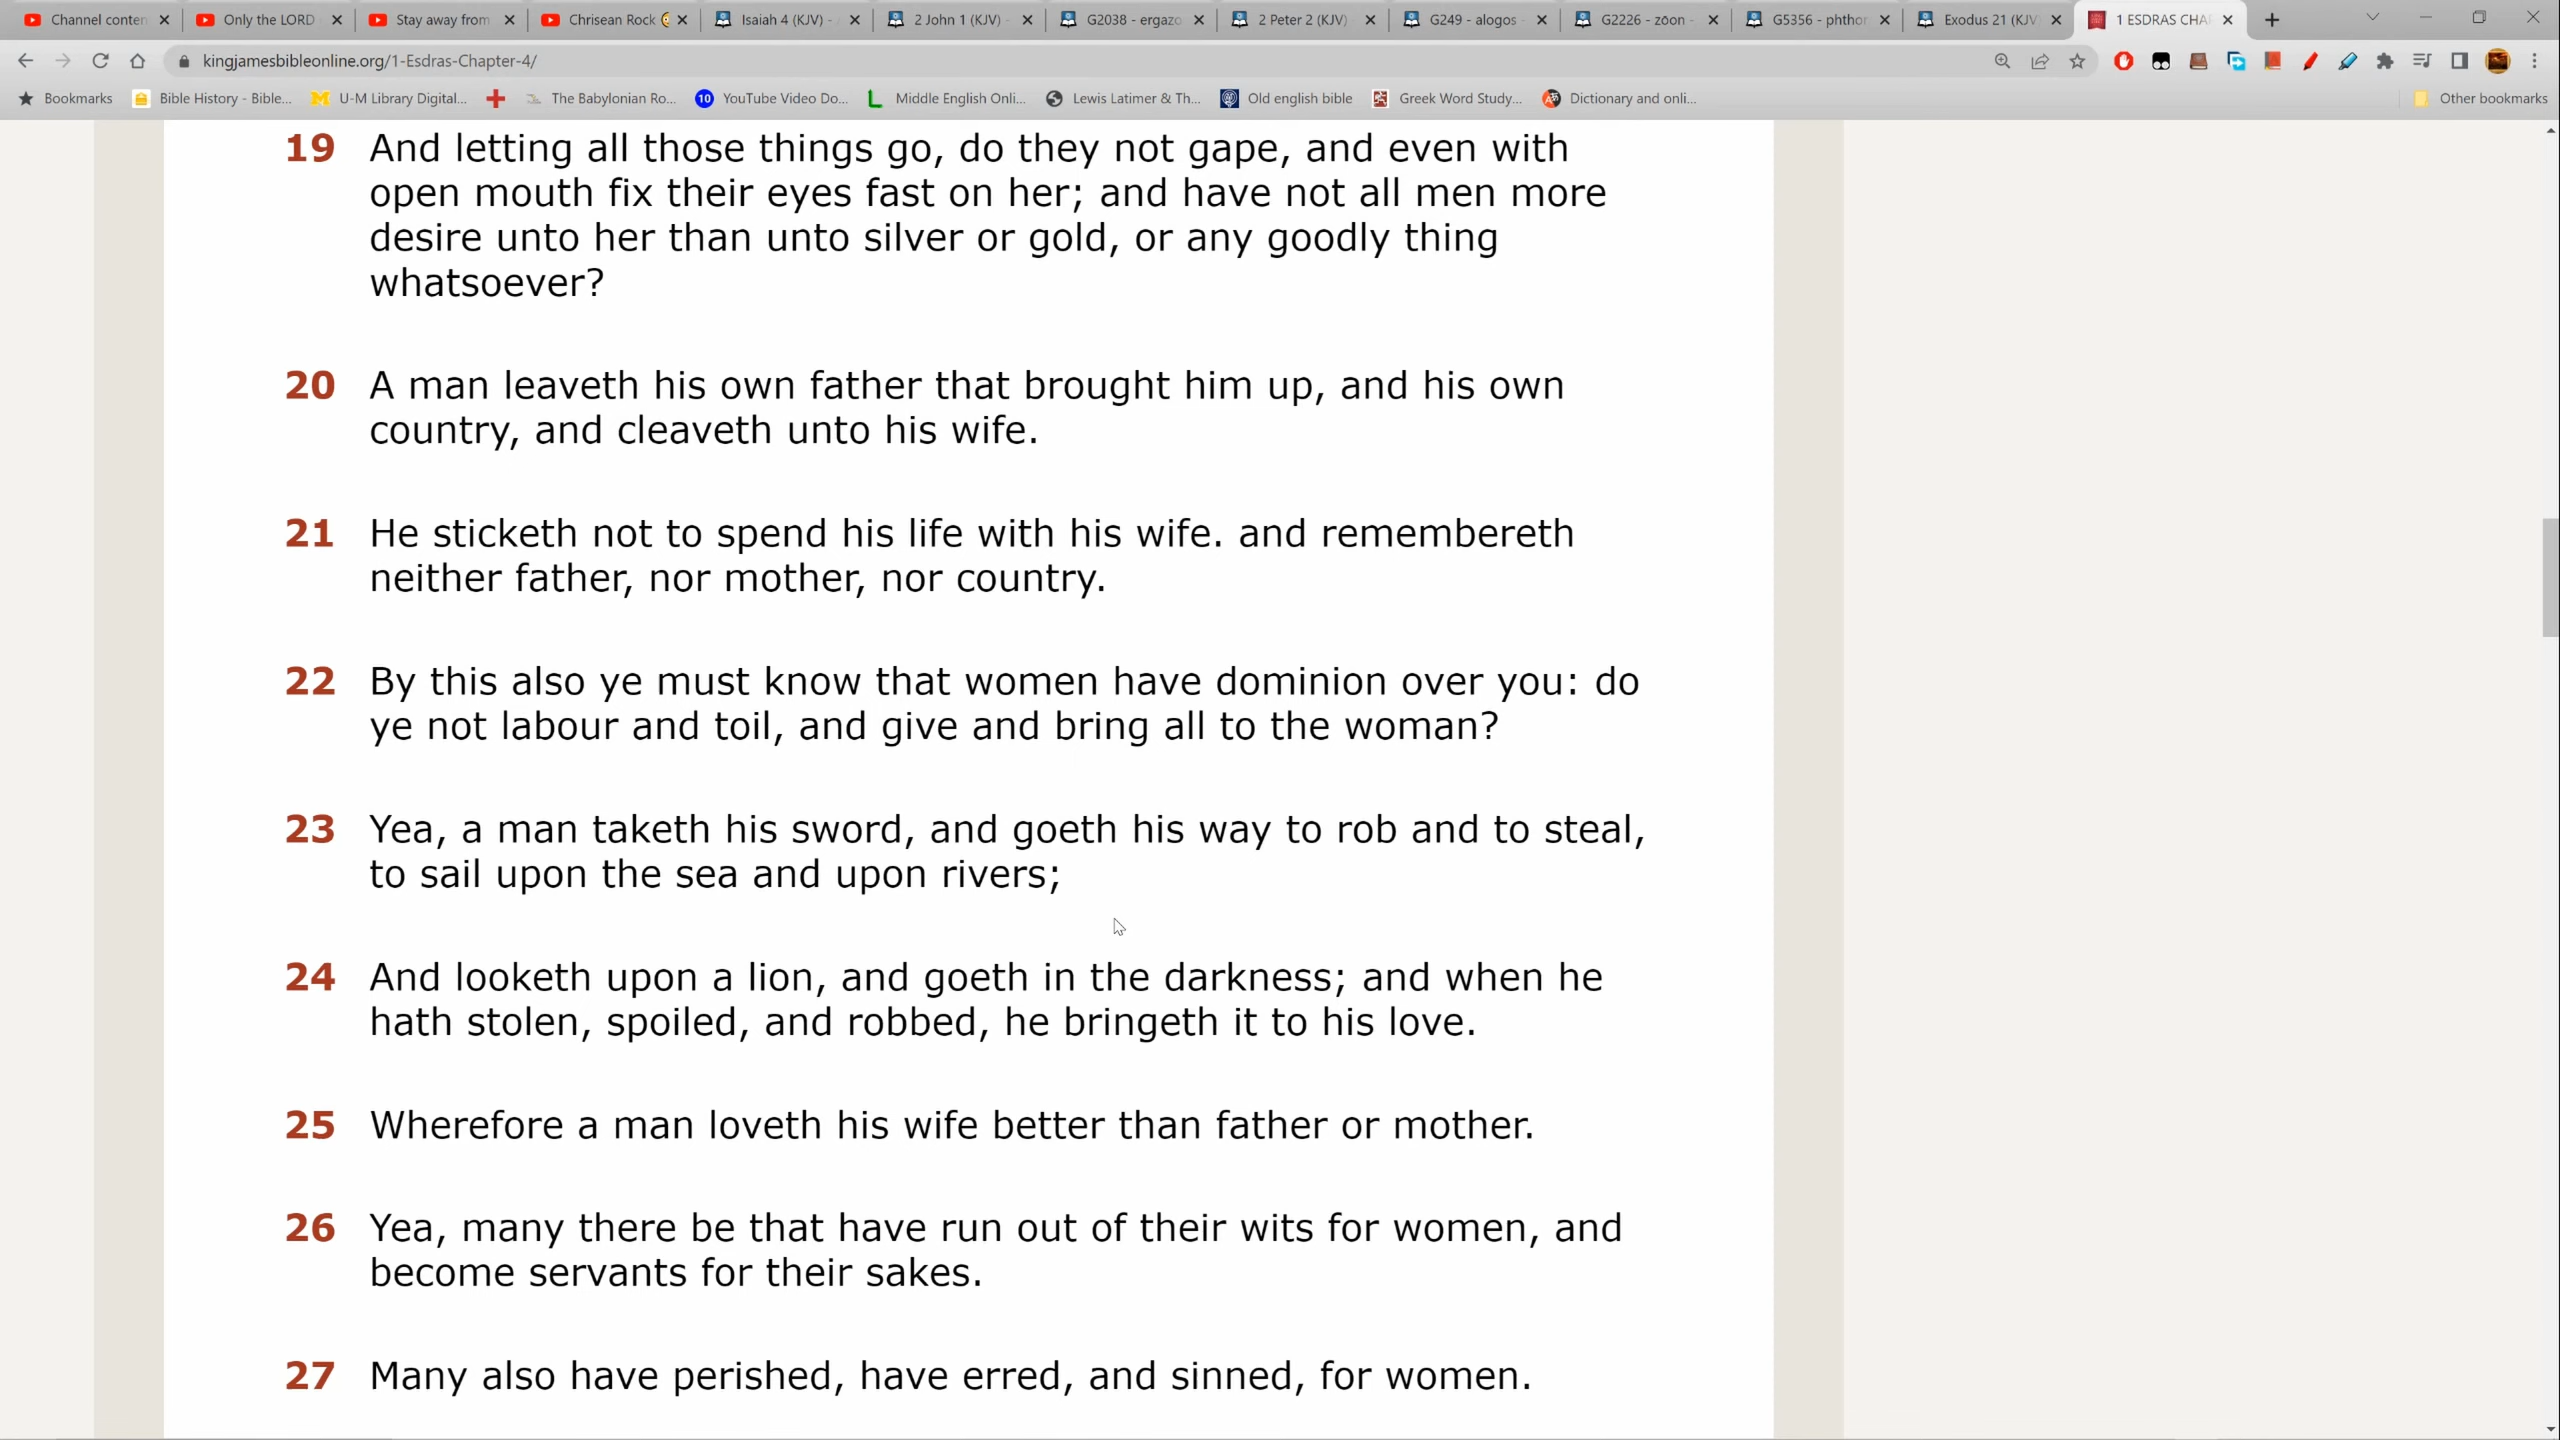 Channel conten
Only the LORD
Stay away from
Chrisean Rock
Isaiah 4 (KJV) -
2 John 1 (KJV) -
G2038 - ergazo
2 Peter 2 (KJV)
G249 - alogos -
G2226 - zōon -
G5356 - phthor
Exodus 21 (KJV
1 ESDRAS CHA
kingjamesbibleonline.org/1-Esdras-Chapter-4/
Bookmarks
Bible History - Bible...
U-M Library Digital...
The Babylonian Ro...
10 YouTube Video Do...
Middle English Onli...
Lewis Latimer & Th...
Old english bible
Greek Word Study...
Dictionary and onli...
Other bookmarks
19 And letting all those things go, do they not gape, and even with
open mouth fix their eyes fast on her; and have not all men more
desire unto her than unto silver or gold, or any goodly thing
whatsoever?
20 A man leaveth his own father that brought him up, and his own
country, and cleaveth unto his wife.
21 He sticketh not to spend his life with his wife. and remembereth
neither father, nor mother, nor country.
22 By this also ye must know that women have dominion over you: do
ye not labour and toil, and give and bring all to the woman?
23 Yea, a man taketh his sword, and goeth his way to rob and to steal,
to sail upon the sea and upon rivers;
24 And looketh upon a lion, and goeth in the darkness; and when he
hath stolen, spoiled, and robbed, he bringeth it to his love.
25 Wherefore a man loveth his wife better than father or mother.
26 Yea, many there be that have run out of their wits for women, and
become servants for their sakes.
27 Many also have perished, have erred, and sinned, for women.